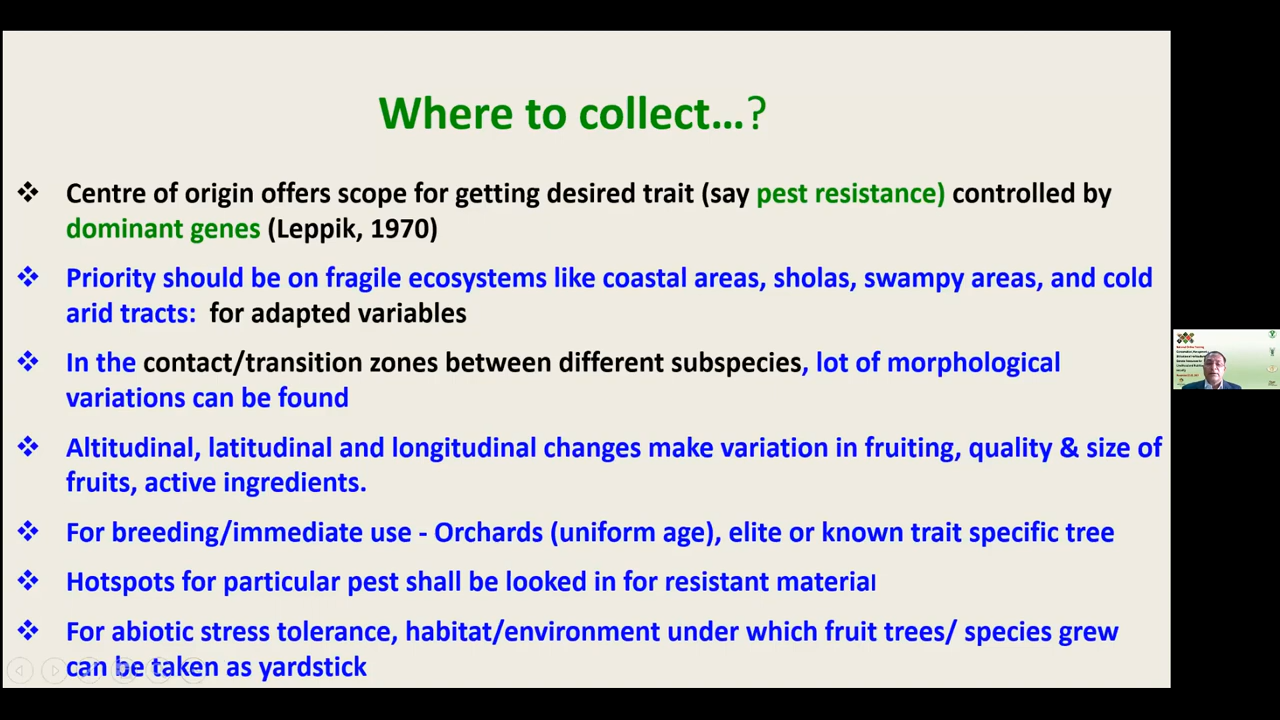 Where to collect...?
❖ Centre of origin offers scope for getting desired trait (say pest resistance) controlled by
dominant genes (Leppik, 1970)
❖ Priority should be on fragile ecosystems like coastal areas, sholas, swampy areas, and cold
arid tracts: for adapted variables
❖ In the contact/transition zones between different subspecies, lot of morphological
variations can be found
❖ Altitudinal, latitudinal and longitudinal changes make variation in fruiting, quality & size of
fruits, active ingredients.
❖ For breeding/immediate use - Orchards (uniform age), elite or known trait specific tree
❖ Hotspots for particular pest shall be looked in for resistant material
❖ For abiotic stress tolerance, habitat/environment under which fruit trees/ species grew
can be taken as yardstick